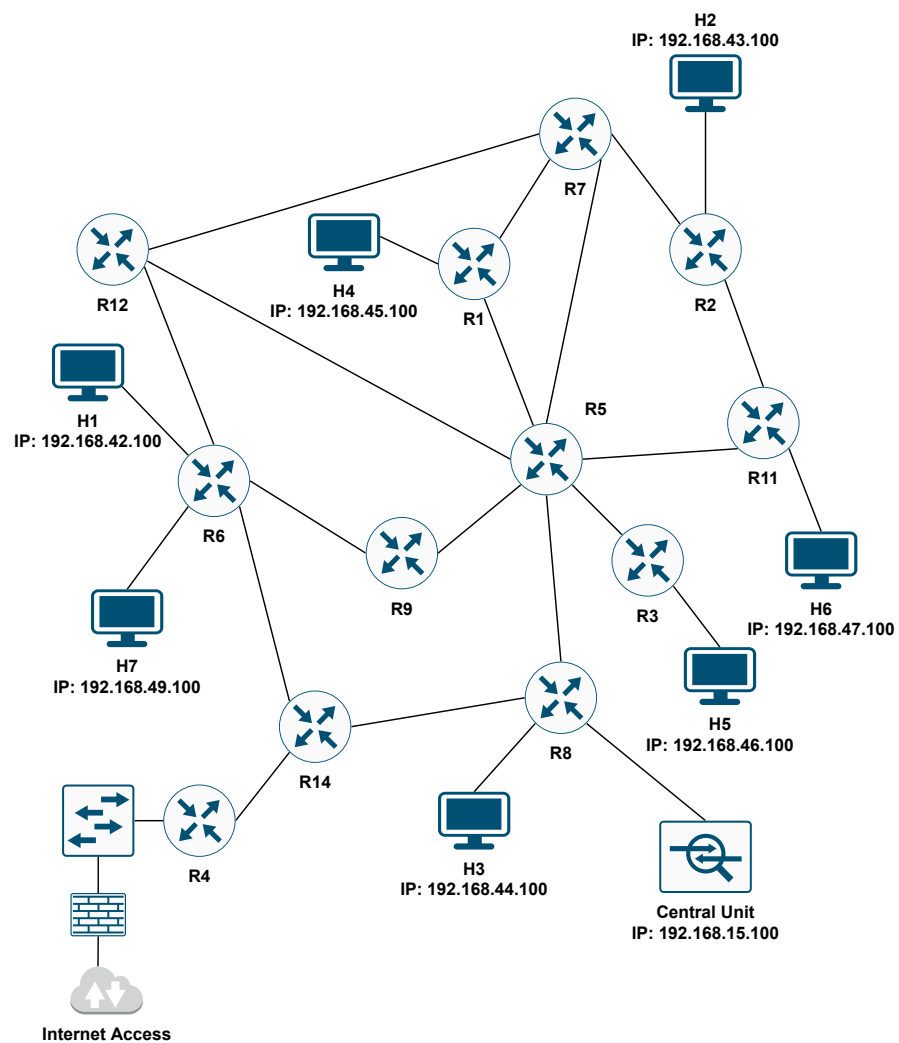 H2
IP: 192.168.43.100
R7
H4
IP: 192.168.45.100
R12
R1
R2
H1
IP: 192.168.42.100
R5
R6
R11
R9
R3
H6
IP: 192.168.47.100
H7
IP: 192.168.49.100
H5
IP: 192.168.46.100
R14
R8
R4
H3
IP: 192.168.44.100
Central Unit
IP: 192.168.15.100
Internet Access